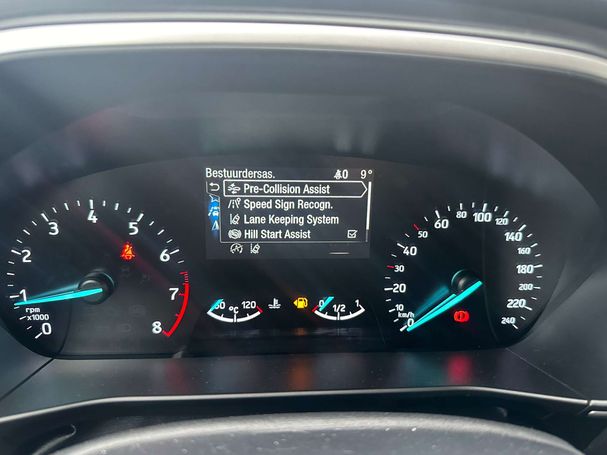 Bestuurdersas. 0 9°
Pre-Collision Assist
Speed Sign Recogn.
Lane Keeping System
Hill Start Assist
0 1 2 3 4 5 6 7 8
rpm
x1000
60 °C 120
0 1/2 1
0 10 20 30 40 50 60 80 100 120 140 160 180 200 220 240
km/h